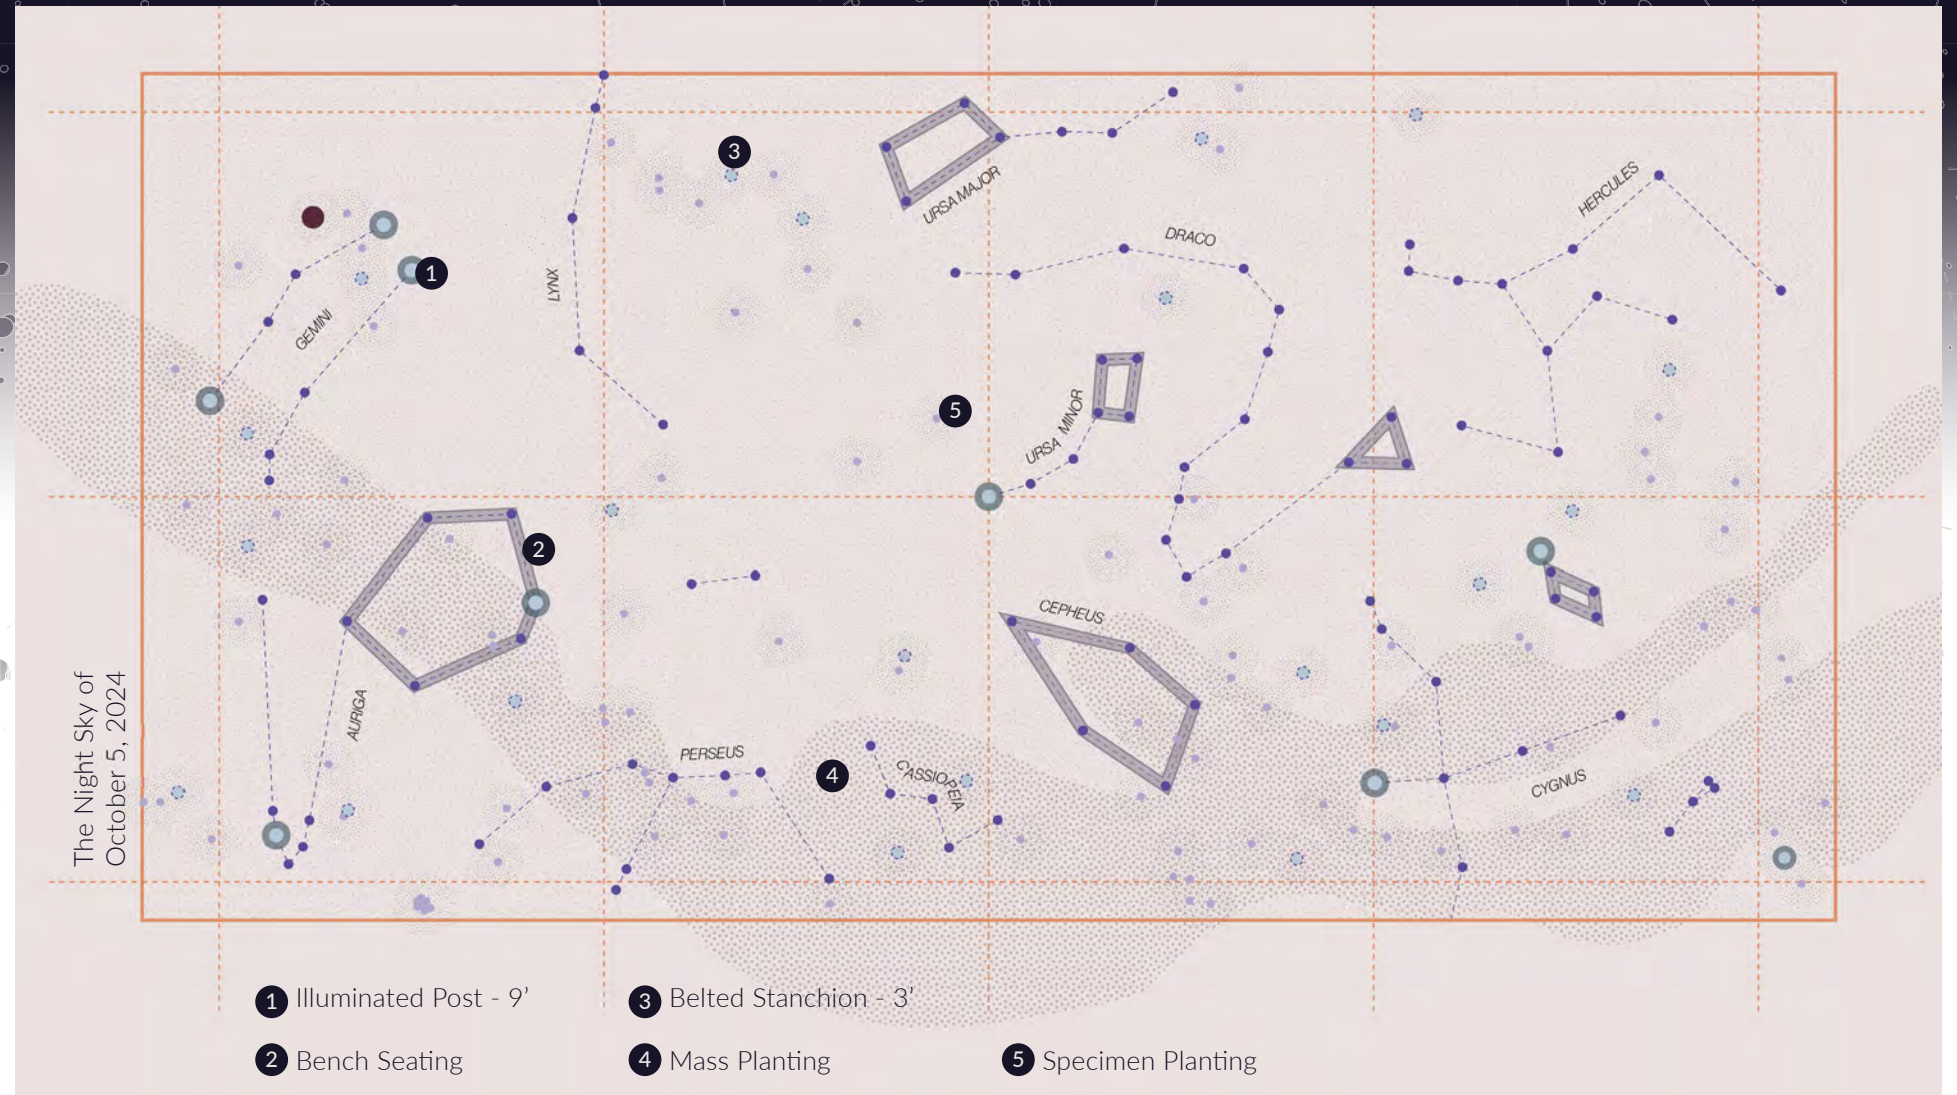 3
URSA MAJOR
HERCULES
DRACO
1
LYNX
GEMINI
5
URSA MINOR
2
CEPHEUS
The Night Sky of
October 5, 2024
AURIGA
PERSEUS
4
CASSIOPEIA
CYGNUS
1 Illuminated Post - 9’
3 Belted Stanchion - 3’
2 Bench Seating
4 Mass Planting
5 Specimen Planting